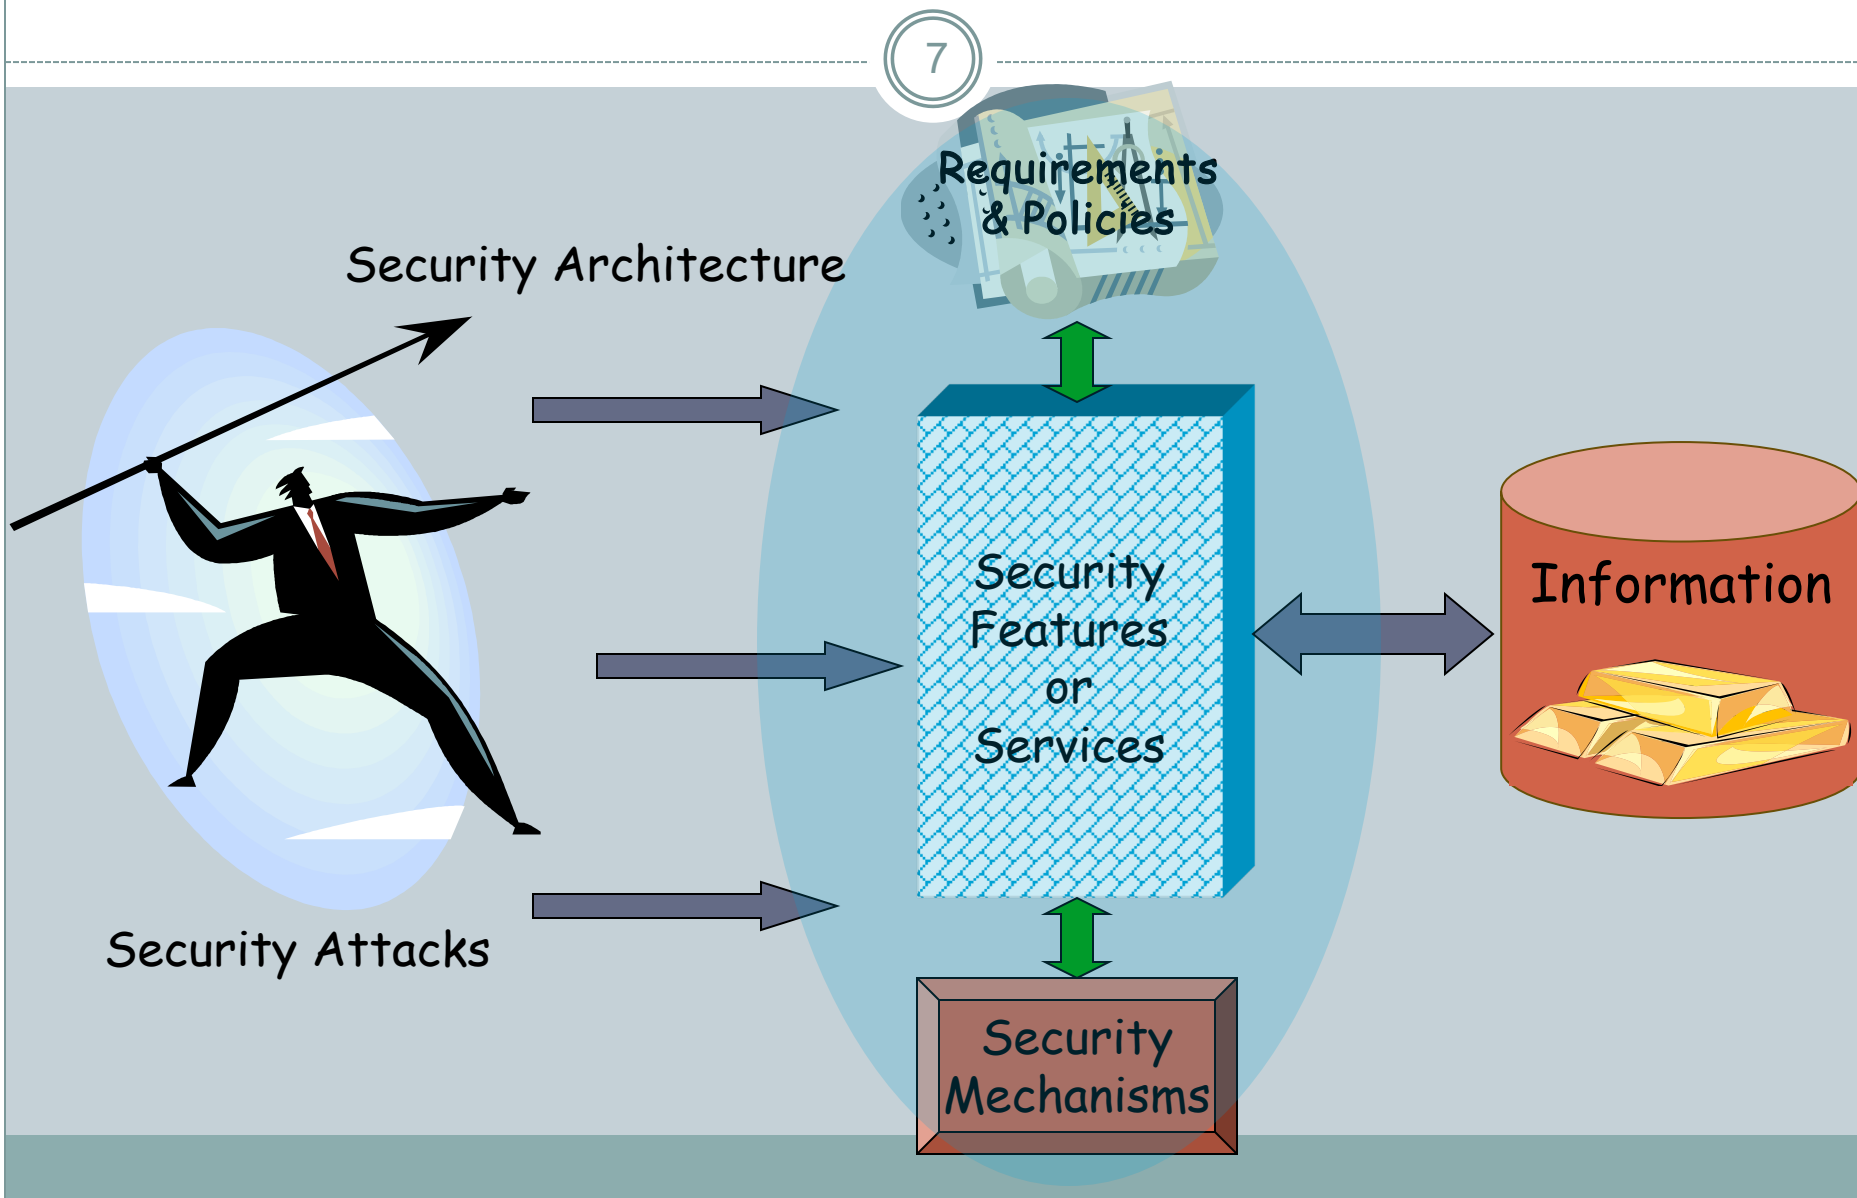 7
Requirements
& Policies
Security Architecture
Security
Features
or
Services
Information
Security Attacks
Security
Mechanisms